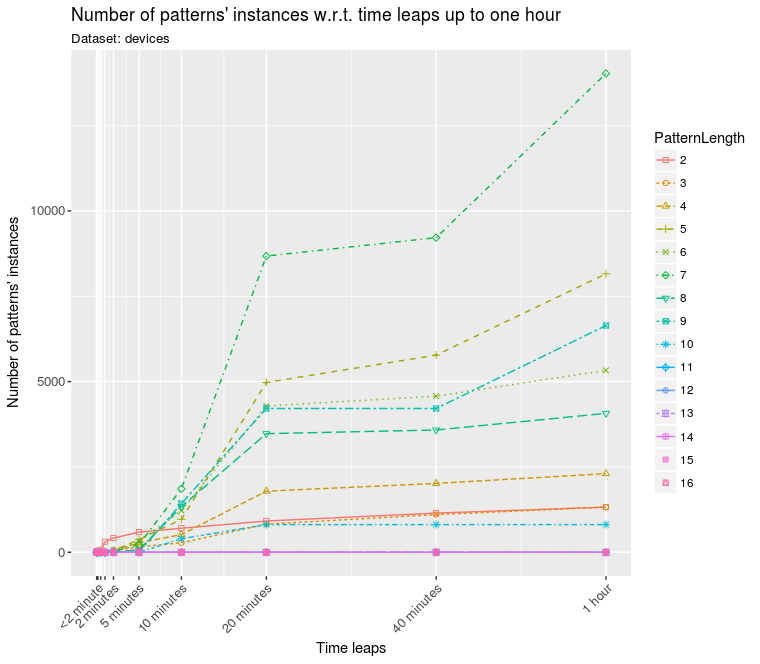 Number of patterns' instances w.r.t. time leaps up to one hour
Dataset: devices
Number of patterns' instances
10000
5000
0
<2 minute
2 minutes
5 minutes
10 minutes
20 minutes
40 minutes
1 hour
Time leaps
PatternLength
2
3
4
5
6
7
8
9
10
11
12
13
14
15
16